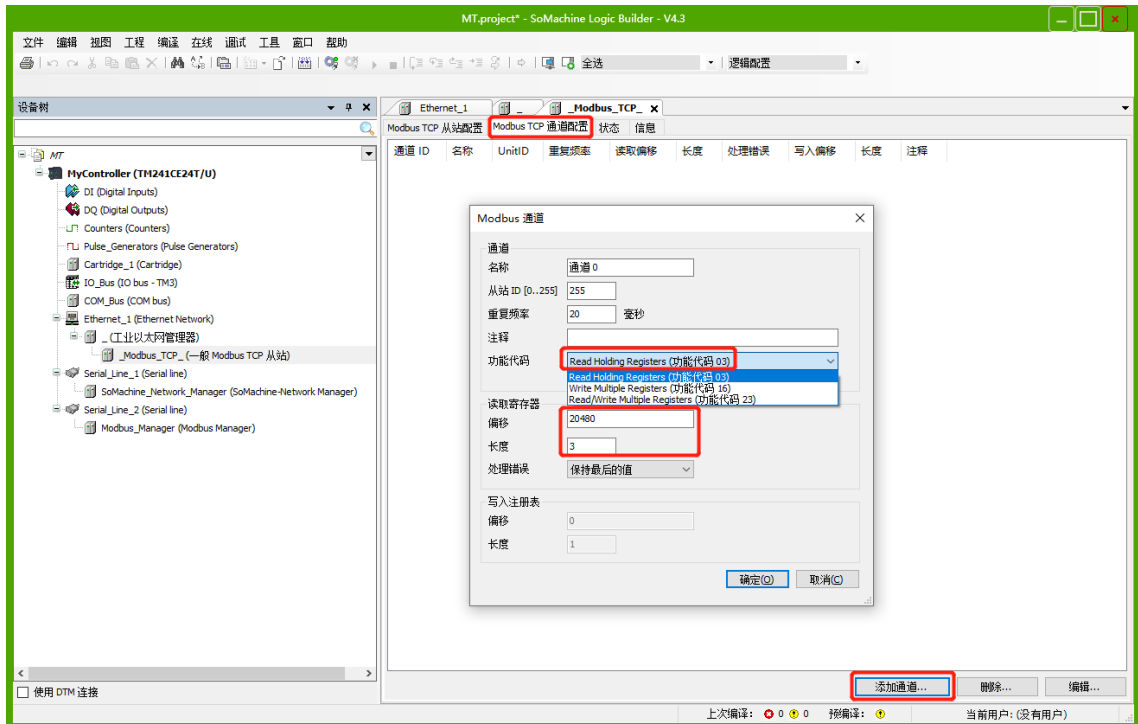 MT.project* - SoMachine Logic Builder - V4.3
文件 编辑 视图 工程 编译 在线 调试 工具 窗口 帮助
全选 逻辑配置
设备树
MT
MyController (TM241CE24T/U)
DI (Digital Inputs)
DQ (Digital Outputs)
Counters (Counters)
Pulse_Generators (Pulse Generators)
Cartridge_1 (Cartridge)
IO_Bus (IO bus - TM3)
COM_Bus (COM bus)
Ethernet_1 (Ethernet Network)
_ (工业以太网管理器)
_Modbus_TCP_ (一般 Modbus TCP 从站)
Serial_Line_1 (Serial line)
SoMachine_Network_Manager (SoMachine-Network Manager)
Serial_Line_2 (Serial line)
Modbus_Manager (Modbus Manager)
使用 DTM 连接
Ethernet_1 _ _Modbus_TCP_
Modbus TCP 从站配置 Modbus TCP 通道配置 状态 信息
通道 ID 名称 UnitID 重复频率 读取偏移 长度 处理错误 写入偏移 长度 注释
Modbus 通道
通道
名称 通道 0
从站 ID [0..255] 255
重复频率 20 毫秒
注释
功能代码 Read Holding Registers (功能代码 03)
Read Holding Registers (功能代码 03)
Write Multiple Registers (功能代码 16)
Read/Write Multiple Registers (功能代码 23)
读取寄存器
偏移 20480
长度 3
处理错误 保持最后的值
写入注册表
偏移 0
长度 1
确定(O) 取消(C)
添加通道... 删除... 编辑...
上次编译: 0 0 预编译: 当前用户: (没有用户)